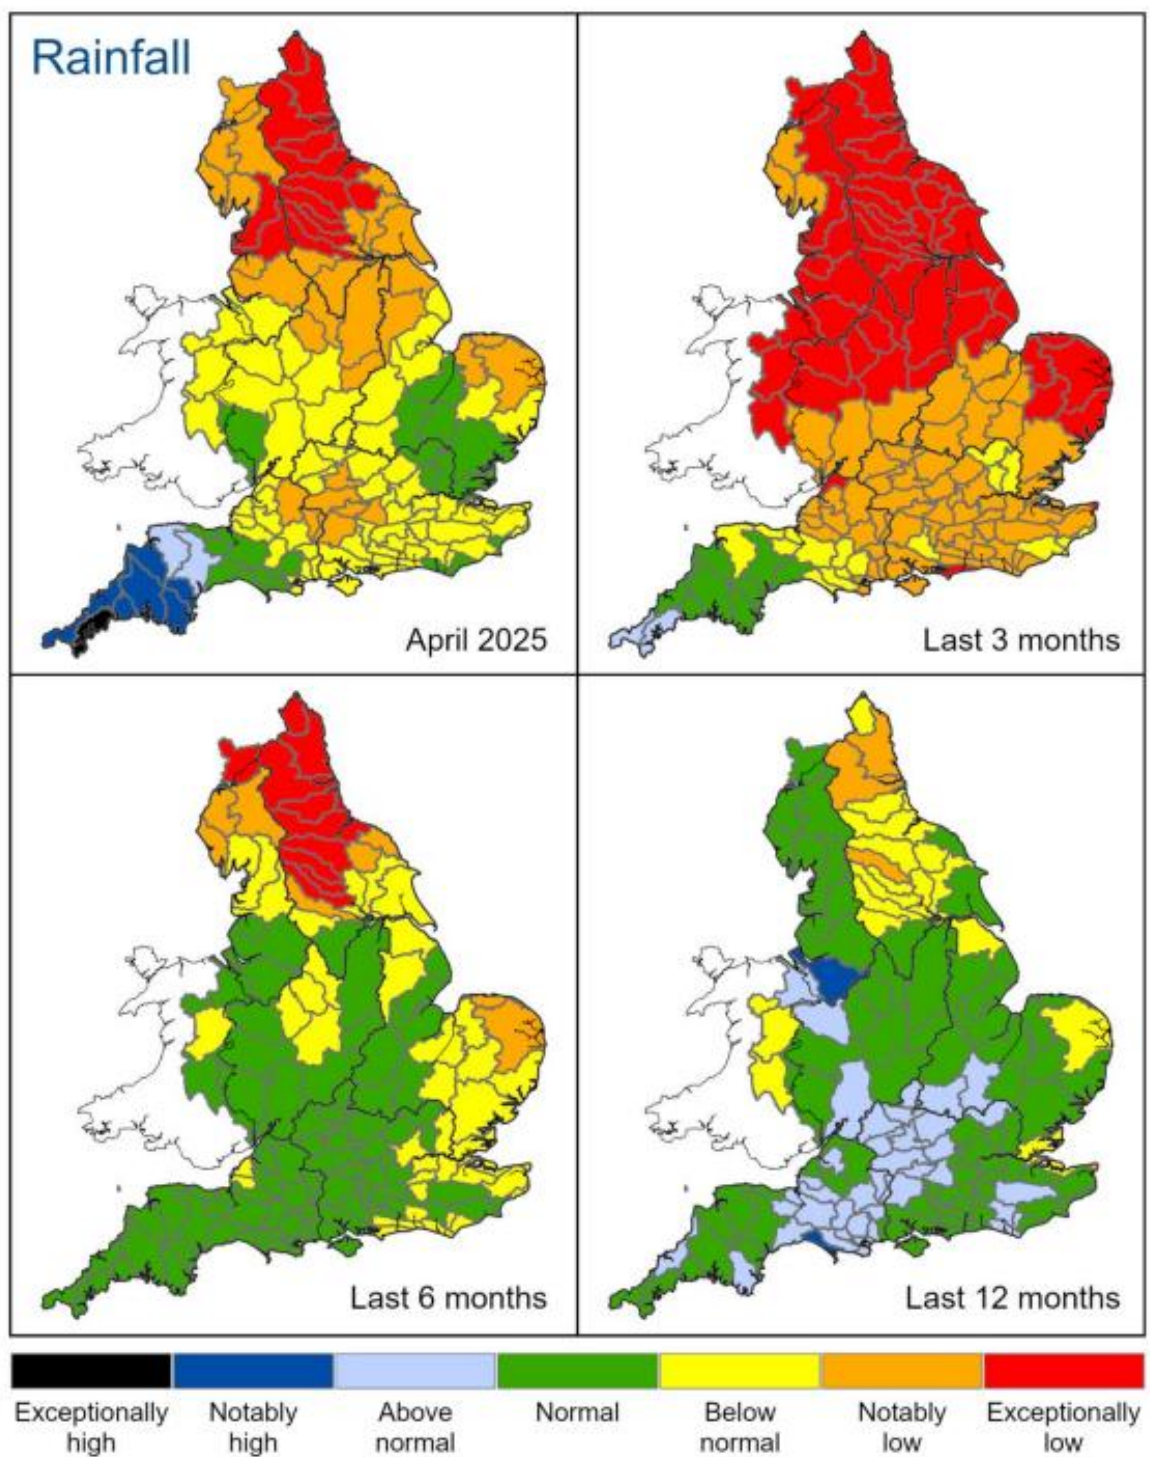 Rainfall
April 2025
Last 3 months
Last 6 months
Last 12 months
Exceptionally high
Notably high
Above normal
Normal
Below normal
Notably low
Exceptionally low